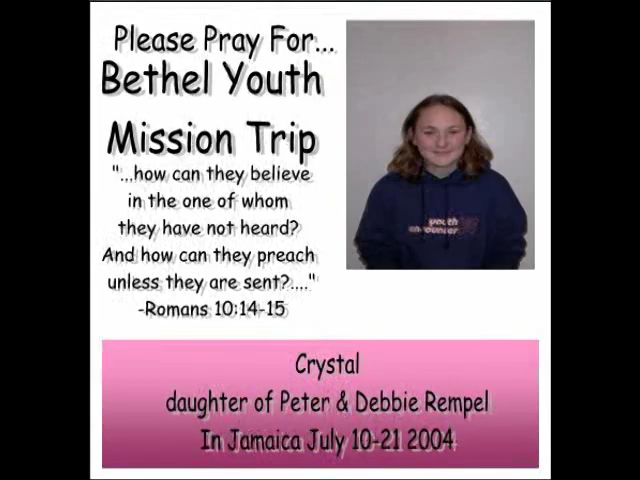 Please Pray For...
Bethel Youth
Mission Trip
"...how can they believe
in the one of whom
they have not heard?
And how can they preach
unless they are sent?...."
-Romans 10:14-15
youth
encounter
Crystal
daughter of Peter & Debbie Rempel
In Jamaica July 10-21 2004